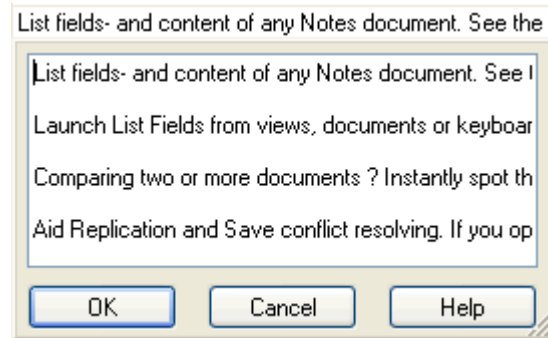 List fields- and content of any Notes document. See the
List fields- and content of any Notes document. See
Launch List Fields from views, documents or keyboar
Comparing two or more documents ? Instantly spot th
Aid Replication and Save conflict resolving. If you op
OK
Cancel
Help